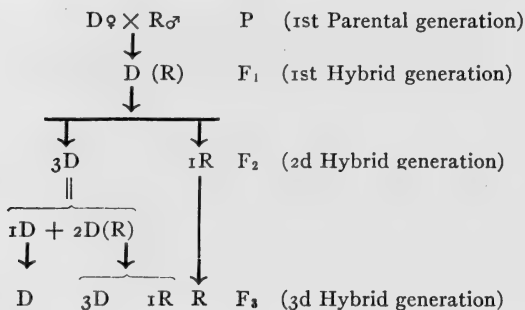 D♀ × R♂ P (1st Parental generation)
D (R) F₁ (1st Hybrid generation)
3D 1R F₂ (2d Hybrid generation)
||
1D + 2D(R)
D 3D 1R R F₃ (3d Hybrid generation)